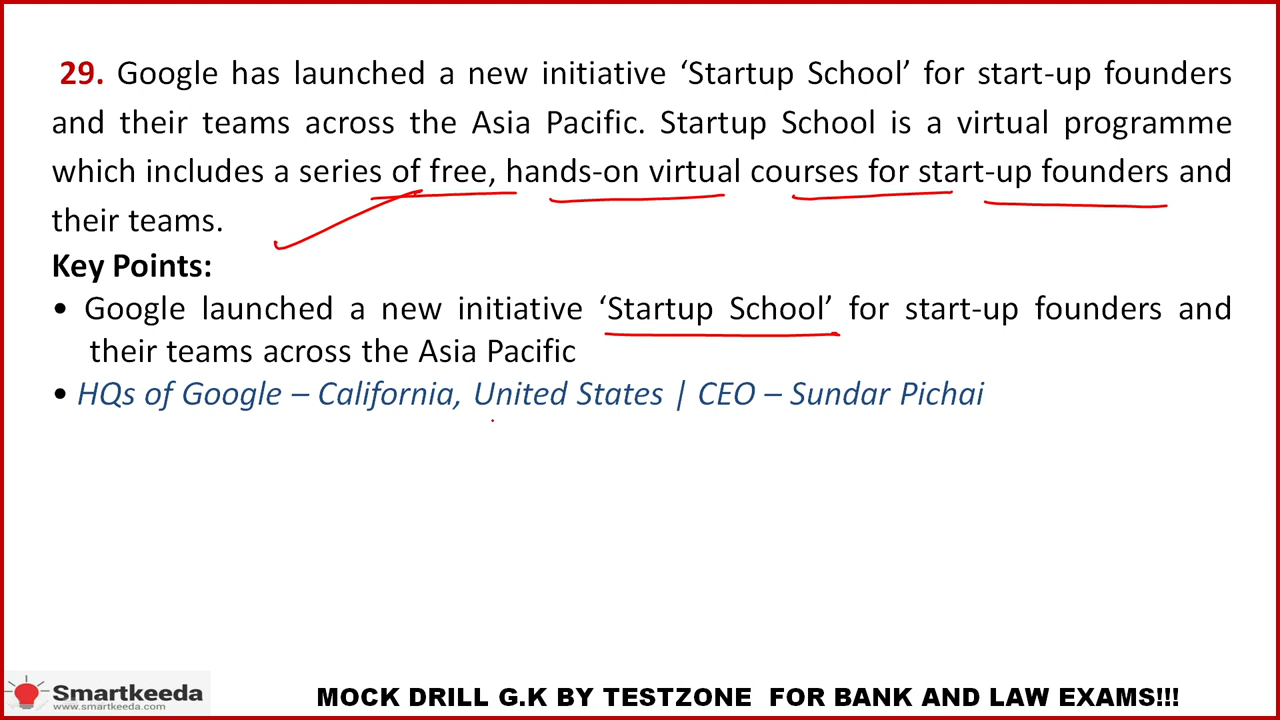 29. Google has launched a new initiative ‘Startup School’ for start-up founders
and their teams across the Asia Pacific. Startup School is a virtual programme
which includes a series of free, hands-on virtual courses for start-up founders and
their teams.
Key Points:
• Google launched a new initiative ‘Startup School’ for start-up founders and
their teams across the Asia Pacific
• HQs of Google – California, United States | CEO – Sundar Pichai
Smartkeeda
www.smartkeeda.com
MOCK DRILL G.K BY TESTZONE FOR BANK AND LAW EXAMS!!!